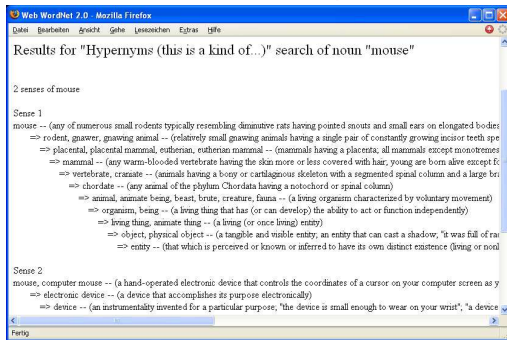 Web WordNet 2.0 - Mozilla Firefox
Datei Bearbeiten Ansicht Gehe Lesezeichen Extras Hilfe
Results for "Hypernyms (this is a kind of...)" search of noun "mouse"
2 senses of mouse
Sense 1
mouse -- (any of numerous small rodents typically resembling diminutive rats having pointed snouts and small ears on elongated bodies
=> rodent, gnawer, gnawing animal -- (relatively small gnawing animals having a single pair of constantly growing incisor teeth spe
=> placental, placental mammal, eutherian, eutherian mammal -- (mammals having a placenta; all mammals except monotremes
=> mammal -- (any warm-blooded vertebrate having the skin more or less covered with hair; young are born alive except fo
=> vertebrate, craniate -- (animals having a bony or cartilaginous skeleton with a segmented spinal column and a large bra
=> chordate -- (any animal of the phylum Chordata having a notochord or spinal column)
=> animal, animate being, beast, brute, creature, fauna -- (a living organism characterized by voluntary movement)
=> organism, being -- (a living thing that has (or can develop) the ability to act or function independently)
=> living thing, animate thing -- (a living (or once living) entity)
=> object, physical object -- (a tangible and visible entity; an entity that can cast a shadow; "it was full of rac
=> entity -- (that which is perceived or known or inferred to have its own distinct existence (living or nonl
Sense 2
mouse, computer mouse -- (a hand-operated electronic device that controls the coordinates of a cursor on your computer screen as y
=> electronic device -- (a device that accomplishes its purpose electronically)
=> device -- (an instrumentality invented for a particular purpose; "the device is small enough to wear on your wrist"; "a device
Fertig